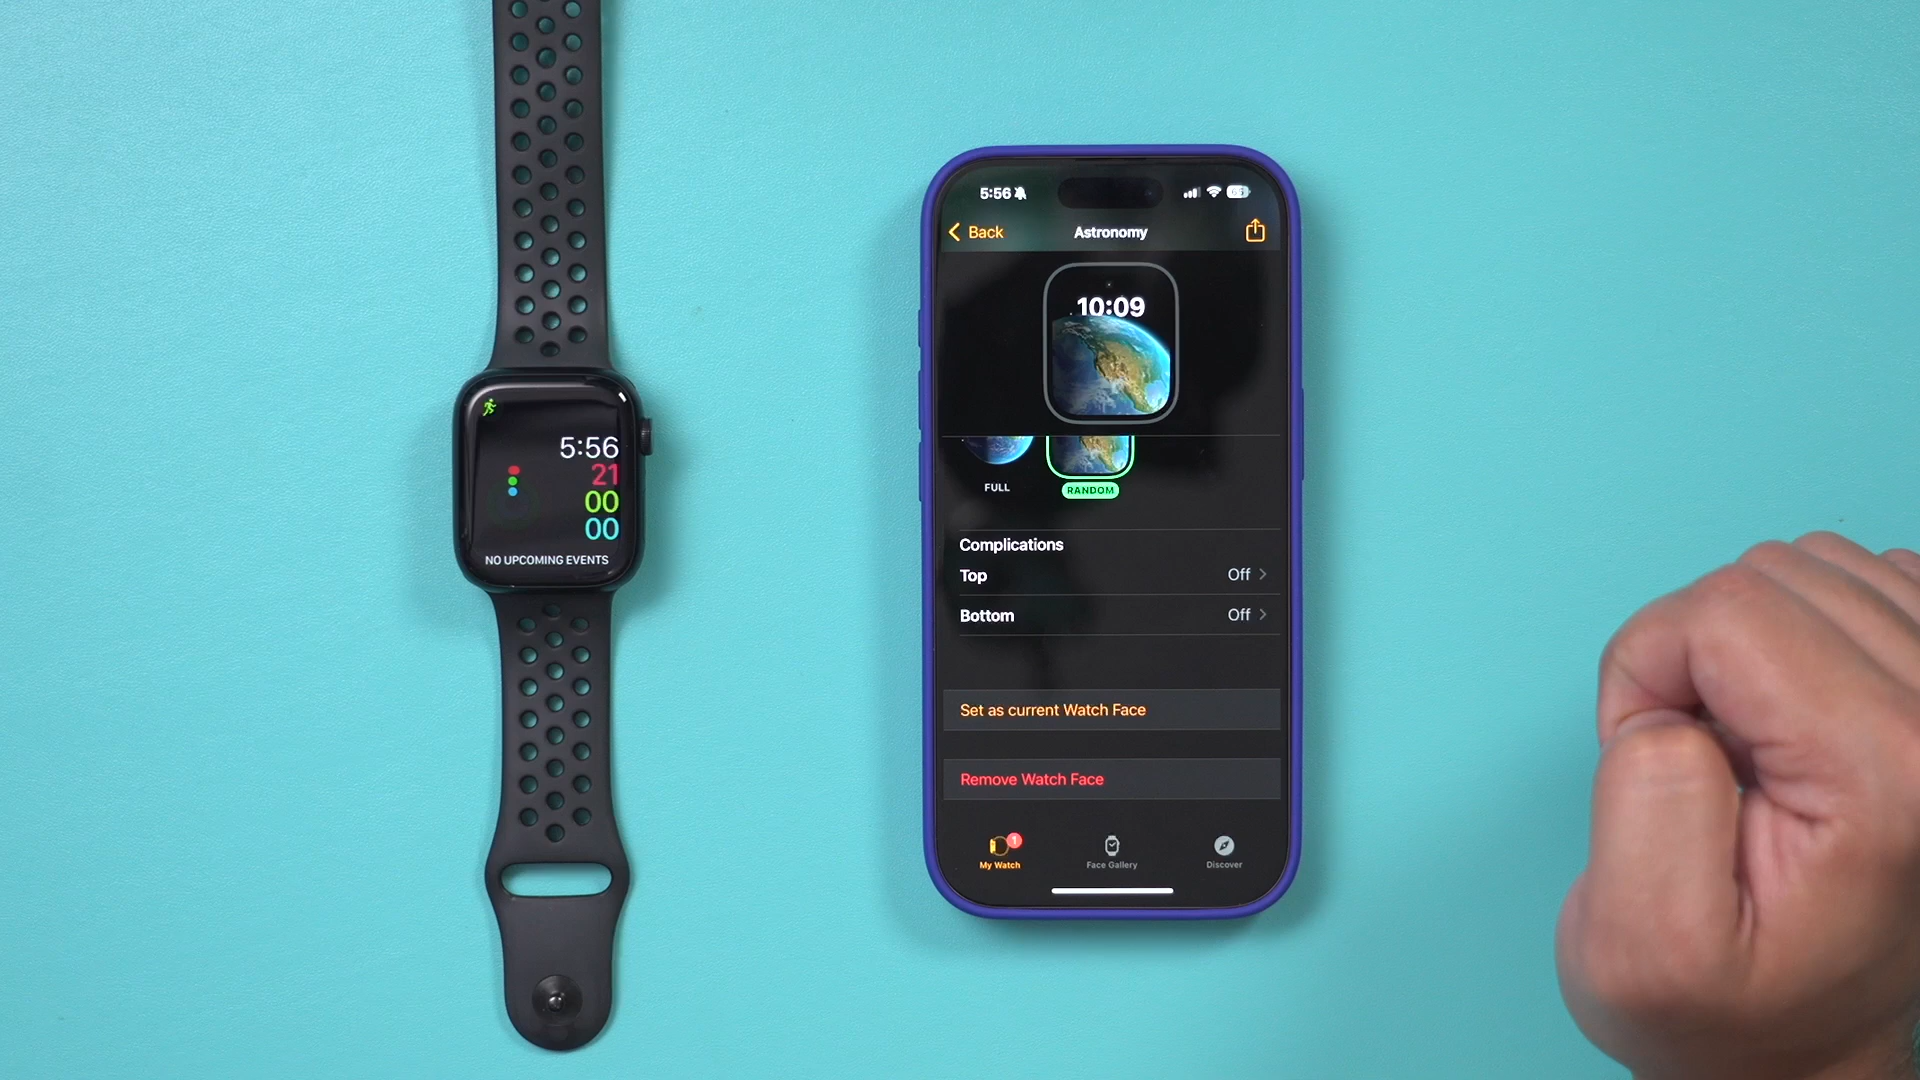 5:56
21
00
00
NO UPCOMING EVENTS
5:56
Back
Astronomy
10:09
FULL
RANDOM
Complications
Top
Off
Bottom
Off
Set as current Watch Face
Remove Watch Face
1
My Watch
Face Gallery
Discover